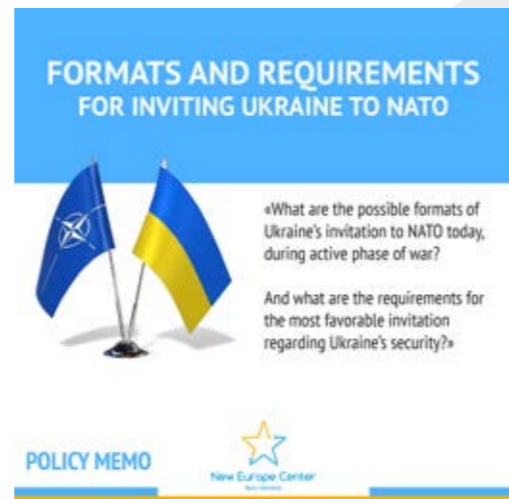 FORMATS AND REQUIREMENTS
FOR INVITING UKRAINE TO NATO
«What are the possible formats of
Ukraine's invitation to NATO today,
during active phase of war?
And what are the requirements for
the most favorable invitation
regarding Ukraine's security?»
POLICY MEMO
New Europe Center